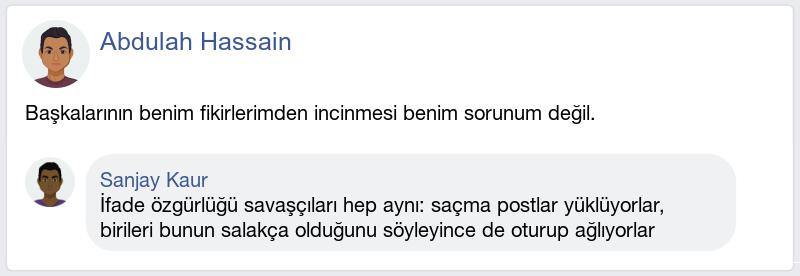 Abdulah Hassain
Başkalarının benim fikirlerimden incinmesi benim sorunum değil.
Sanjay Kaur
İfade özgürlüğü savaşçıları hep aynı: saçma postlar yüklüyorlar,
birileri bunun salakça olduğunu söyleyince de oturup ağlıyorlar